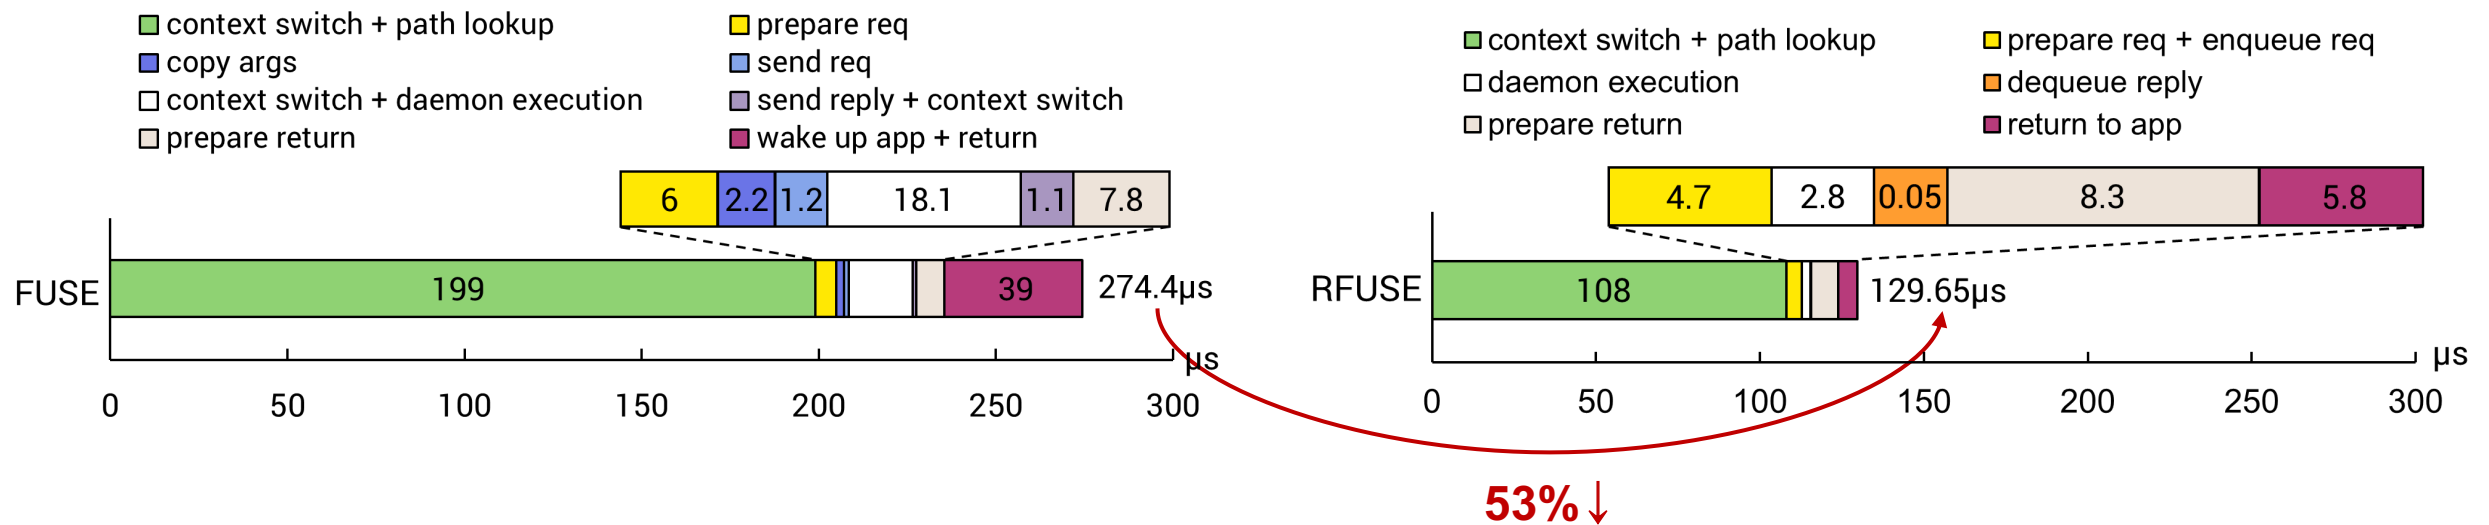 context switch + path lookup
prepare req
copy args
send req
context switch + daemon execution
send reply + context switch
prepare return
wake up app + return
6
2.2
1.2
18.1
1.1
7.8
FUSE
199
39
274.4µs
µs
0
50
100
150
200
250
300
context switch + path lookup
prepare req + enqueue req
daemon execution
dequeue reply
prepare return
return to app
4.7
2.8
0.05
8.3
5.8
RFUSE
108
129.65µs
µs
0
50
100
150
200
250
300
53%↓